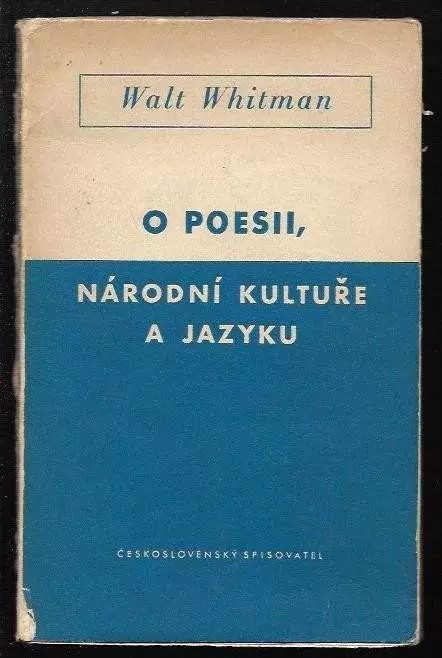 Walt Whitman
O POESII,
NÁRODNÍ KULTUŘE
A JAZYKU
ČESKOSLOVENSKÝ SPISOVATEL